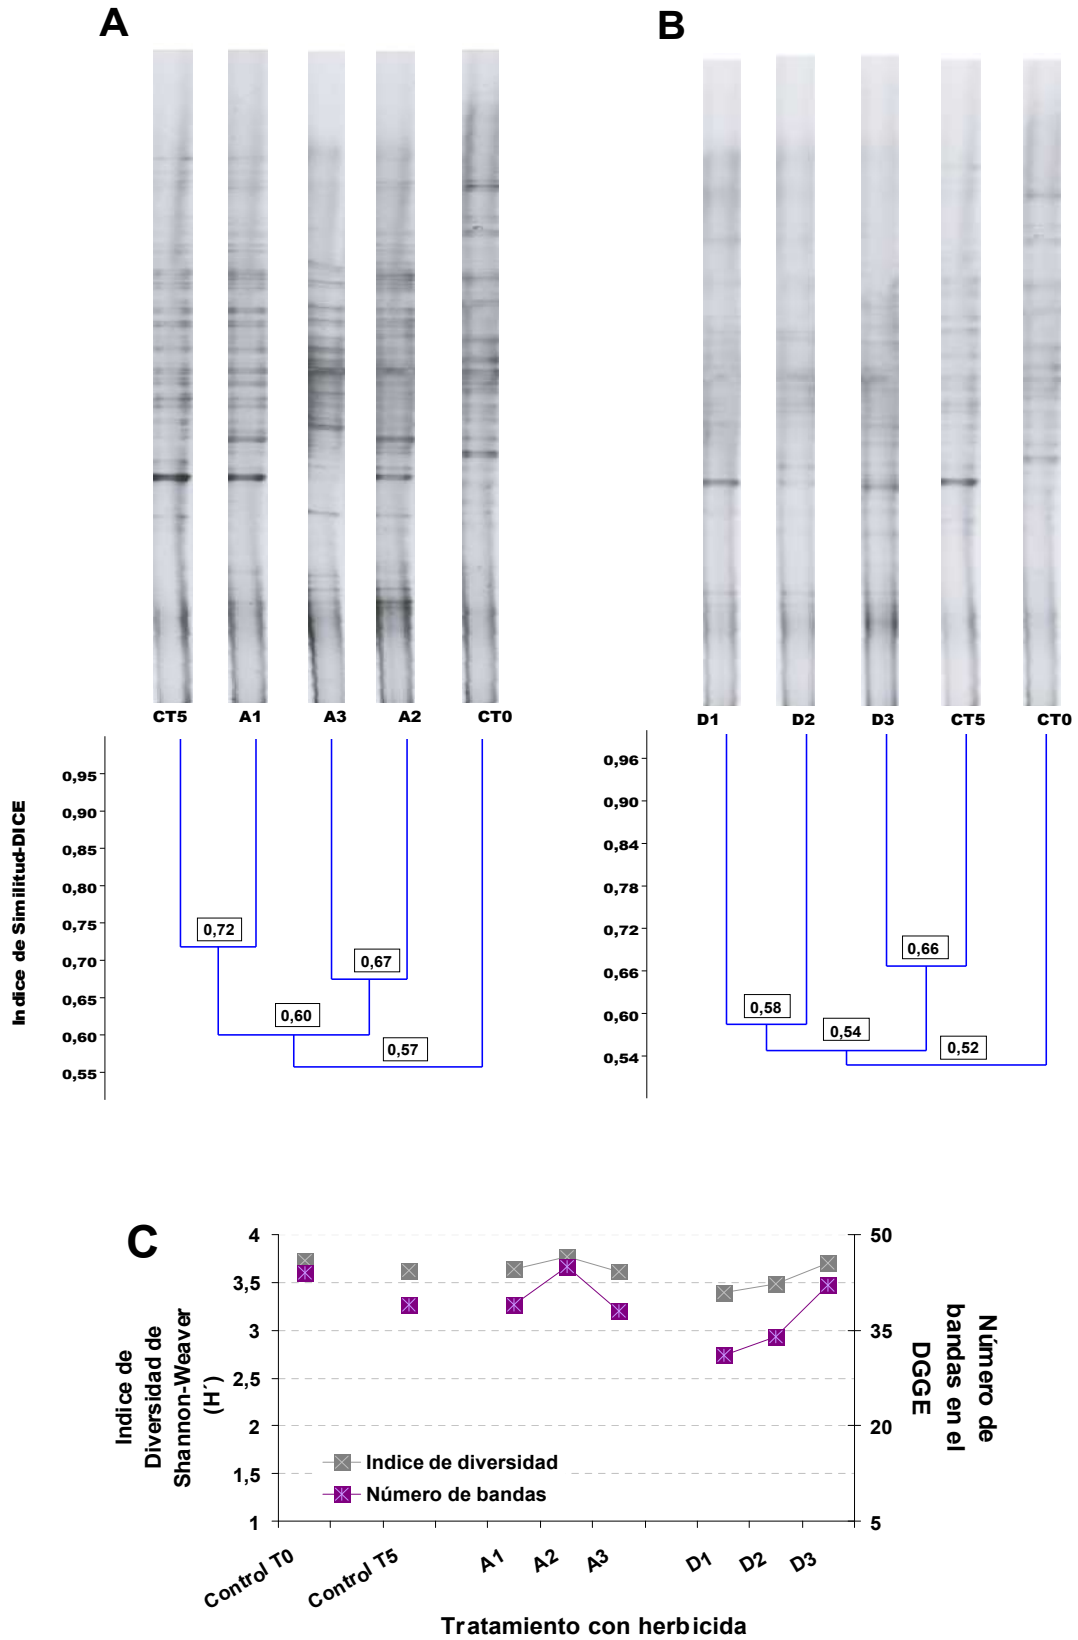 A
B
CT5 A1 A3 A2 CT0
D1 D2 D3 CT5 CT0
Indice de Similitud-DICE
0,95
0,90
0,85
0,80
0,75
0,70
0,65
0,60
0,55
0,72
0,67
0,60
0,57
0,96
0,90
0,84
0,78
0,72
0,66
0,60
0,54
0,66
0,58
0,54
0,52
C
Indice de
Diversidad de
Shannon-Weaver
(H´)
4
3,5
3
2,5
2
1,5
1
50
35
20
5
Número de
bandas en el
DGGE
Indice de diversidad
Número de bandas
Control T0
Control T5
A1
A2
A3
D1
D2
D3
Tratamiento con herbicida